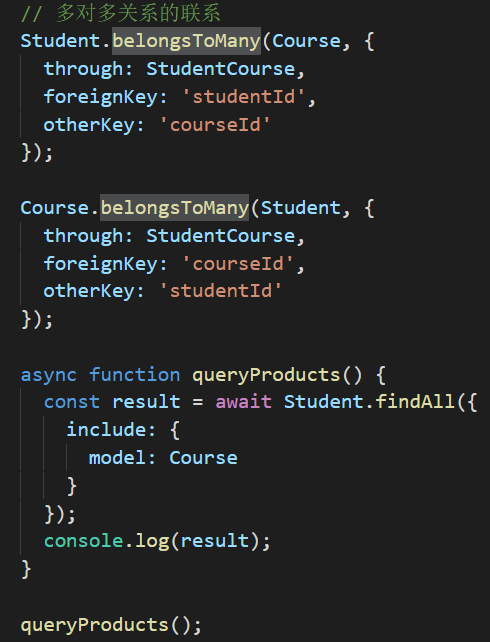 // 多对多关系的联系
Student.belongsToMany(Course, {
  through: StudentCourse,
  foreignKey: 'studentId',
  otherKey: 'courseId'
});

Course.belongsToMany(Student, {
  through: StudentCourse,
  foreignKey: 'courseId',
  otherKey: 'studentId'
});

async function queryProducts() {
  const result = await Student.findAll({
    include: {
      model: Course
    }
  });
  console.log(result);
}

queryProducts();